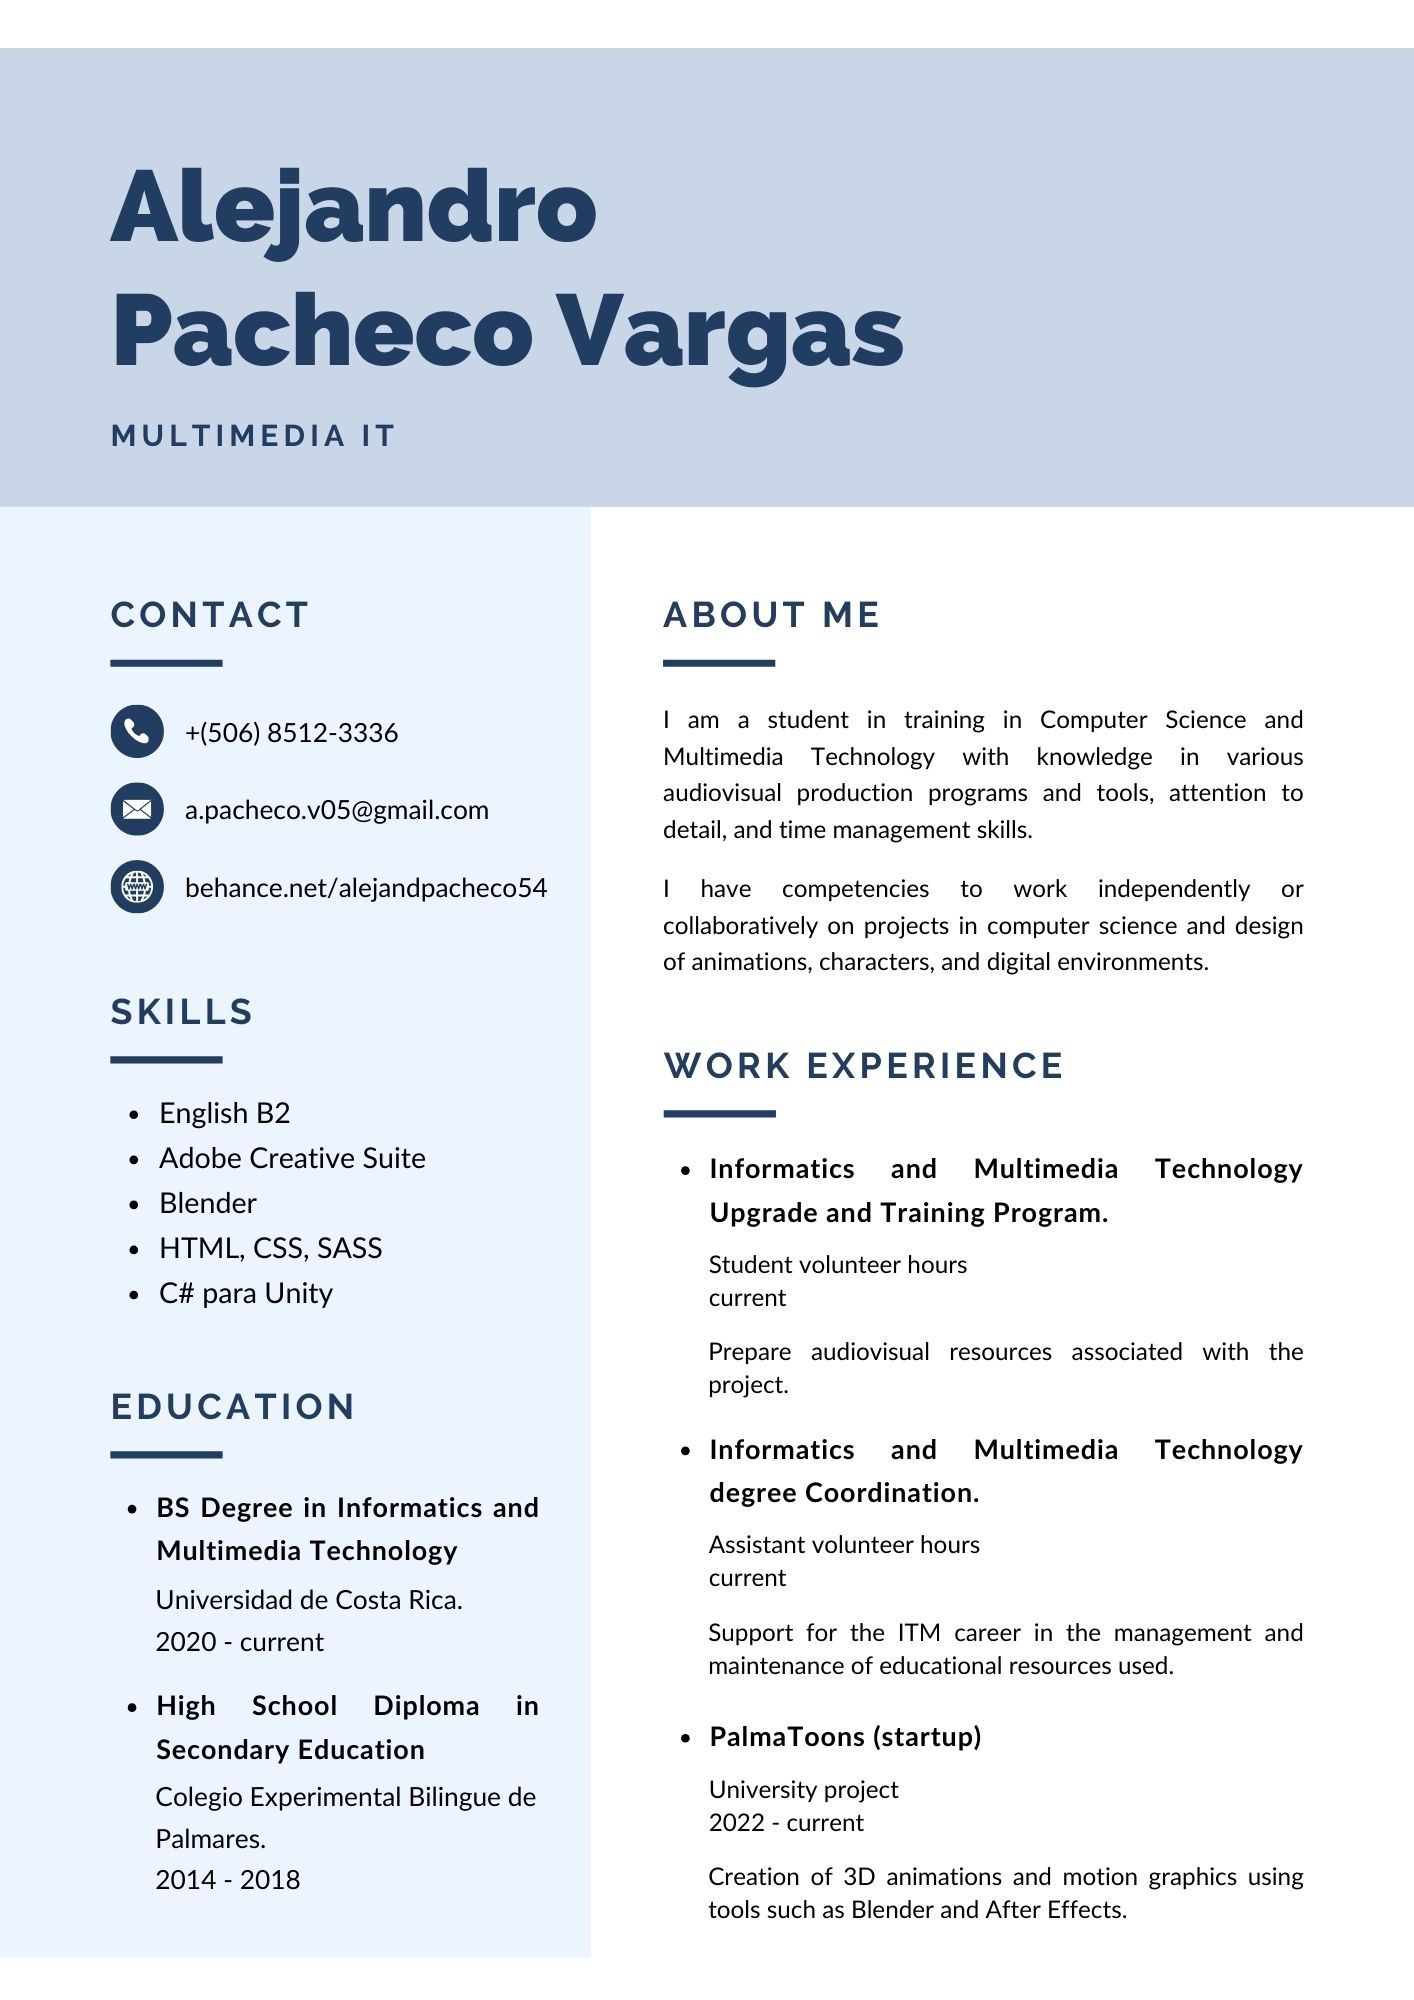 Alejandro
Pacheco Vargas
MULTIMEDIA IT
CONTACT
+(506) 8512-3336
a.pacheco.v05@gmail.com
behance.net/alejandpacheco54
SKILLS
• English B2
• Adobe Creative Suite
• Blender
• HTML, CSS, SASS
• C# para Unity
EDUCATION
• BS Degree in Informatics and
Multimedia Technology
Universidad de Costa Rica.
2020 - current
• High School Diploma in
Secondary Education
Colegio Experimental Bilingue de
Palmares.
2014 - 2018
ABOUT ME
I am a student in training in Computer Science and
Multimedia Technology with knowledge in various
audiovisual production programs and tools, attention to
detail, and time management skills.
I have competencies to work independently or
collaboratively on projects in computer science and design
of animations, characters, and digital environments.
WORK EXPERIENCE
• Informatics and Multimedia Technology
Upgrade and Training Program.
Student volunteer hours
current
Prepare audiovisual resources associated with the
project.
• Informatics and Multimedia Technology
degree Coordination.
Assistant volunteer hours
current
Support for the ITM career in the management and
maintenance of educational resources used.
• PalmaToons (startup)
University project
2022 - current
Creation of 3D animations and motion graphics using
tools such as Blender and After Effects.